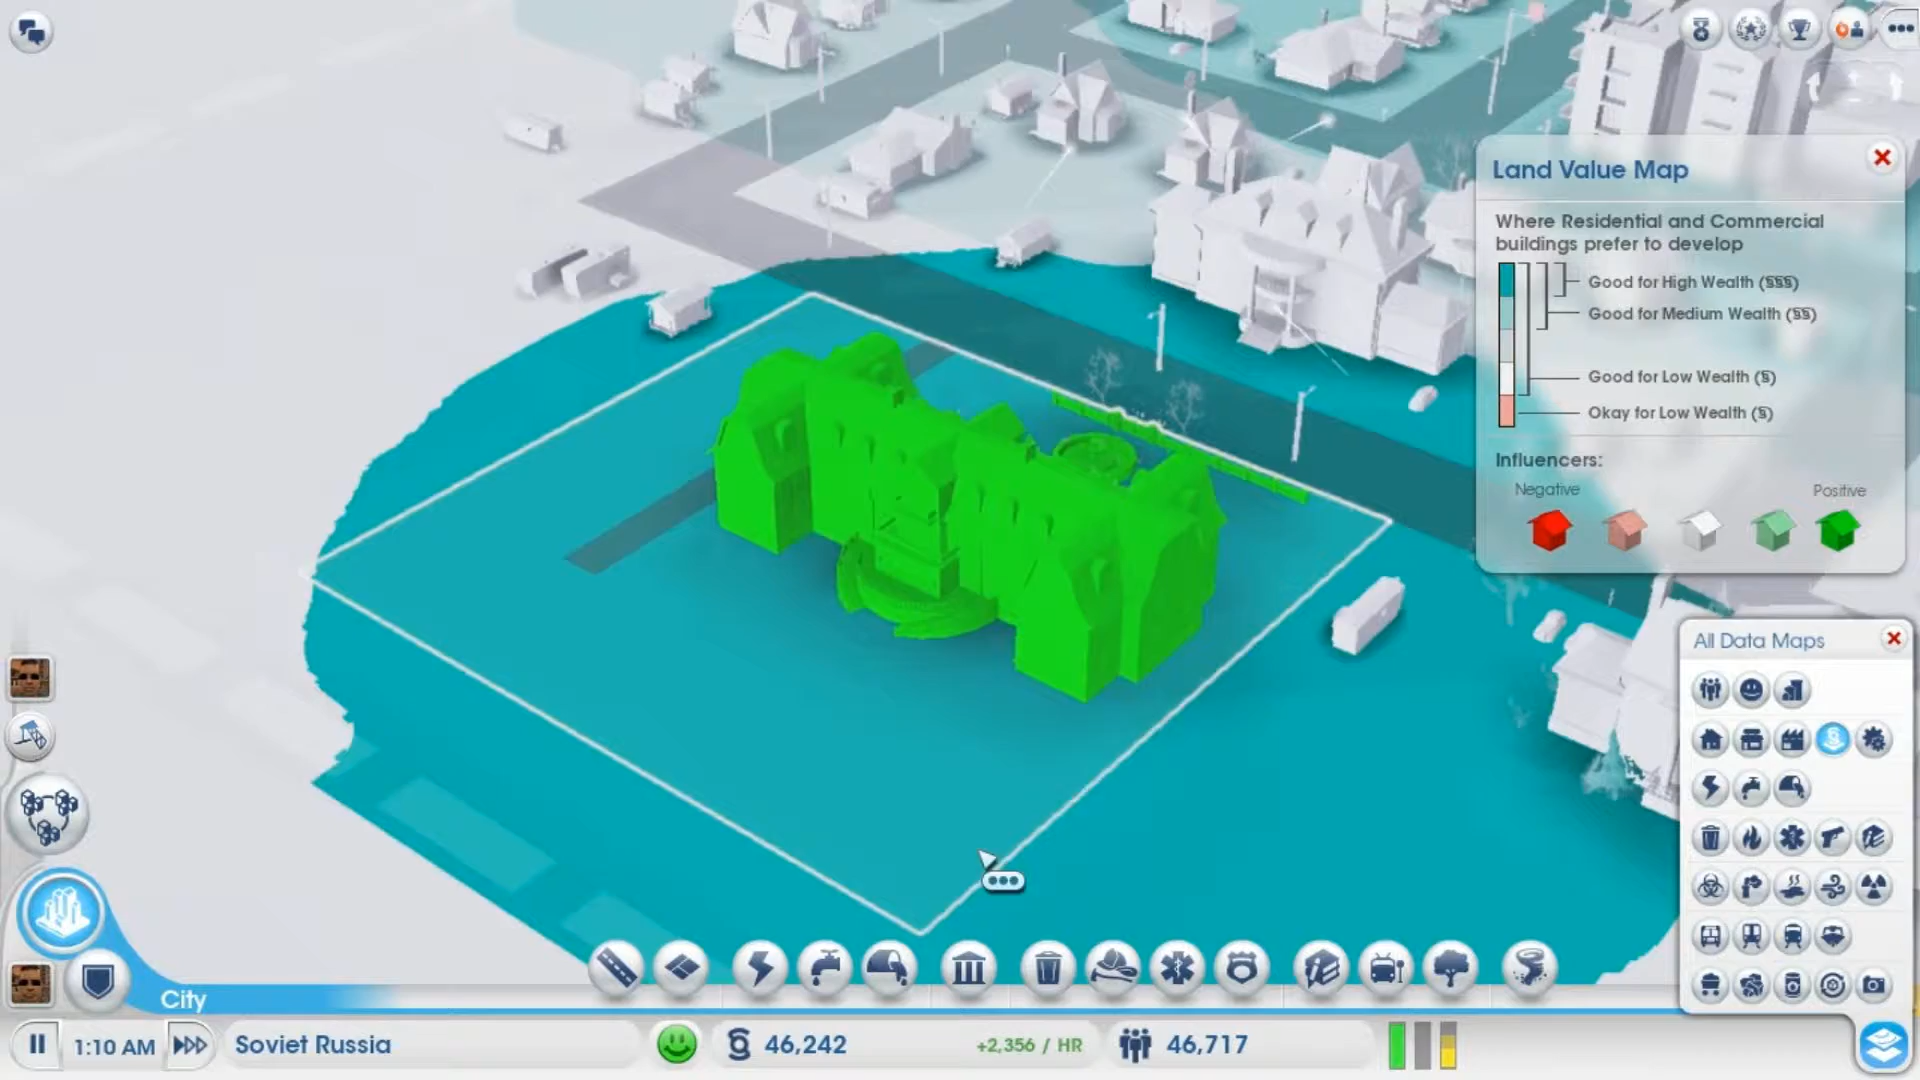 Land Value Map
Where Residential and Commercial
buildings prefer to develop
Good for High Wealth (§§§)
Good for Medium Wealth (§§)
Good for Low Wealth (§)
Okay for Low Wealth (§)
Influencers:
Negative
Positive
All Data Maps
City
1:10 AM
Soviet Russia
46,242
+2,356 / HR
46,717